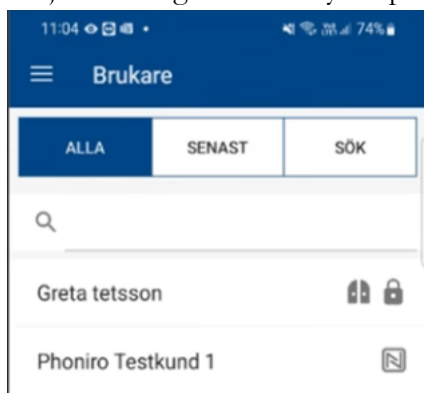 11:04 74%
Brukare
ALLA SENAST SÖK
Greta tetsson
Phoniro Testkund 1